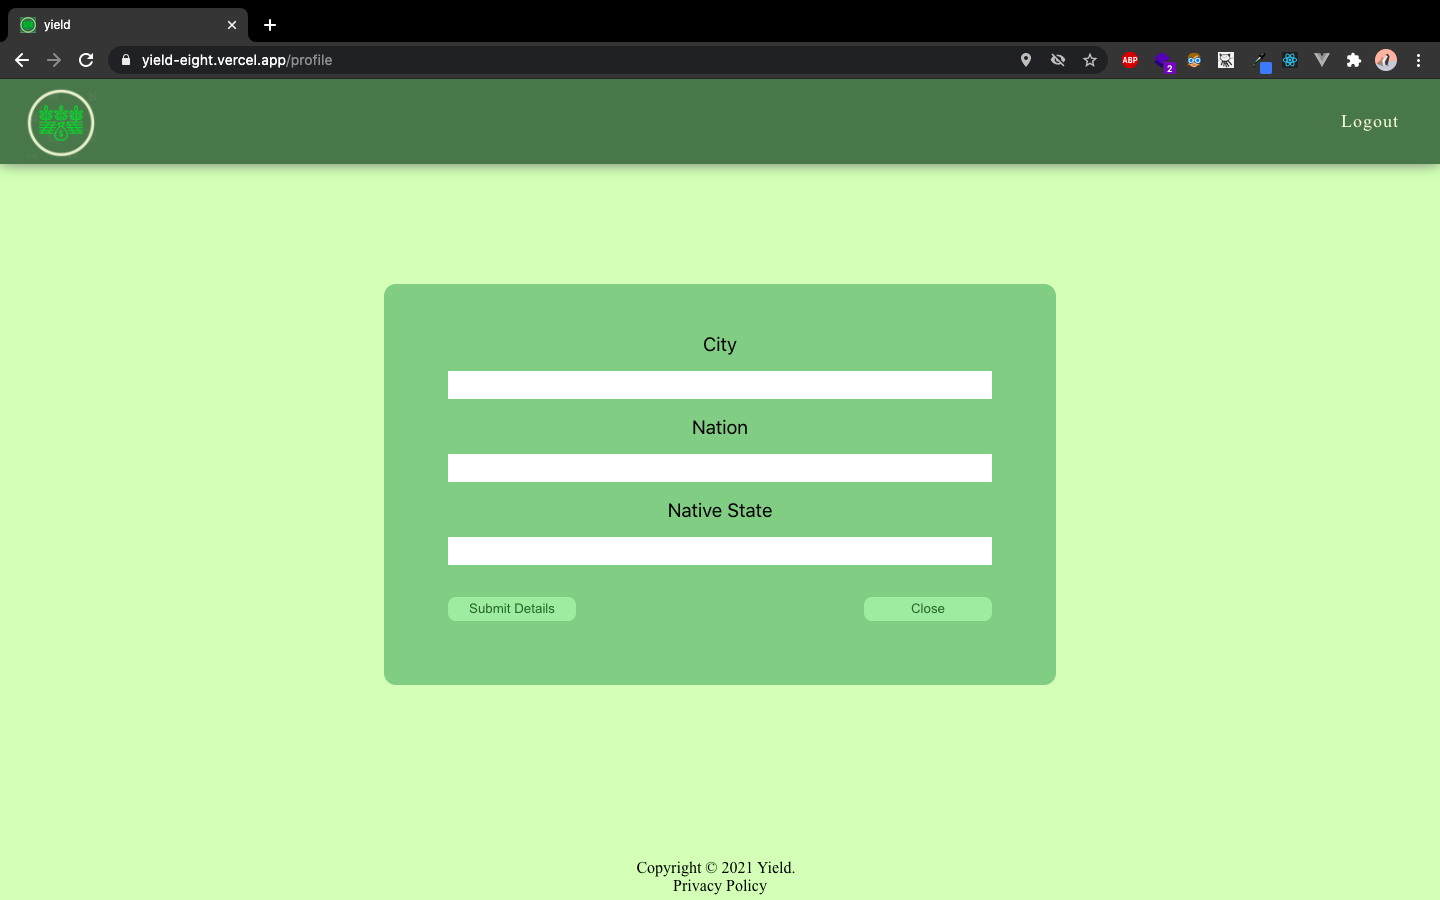 yield
yield-eight.vercel.app/profile
ABP
2
Logout
City
Nation
Native State
Submit Details
Close
Copyright © 2021 Yield.
Privacy Policy